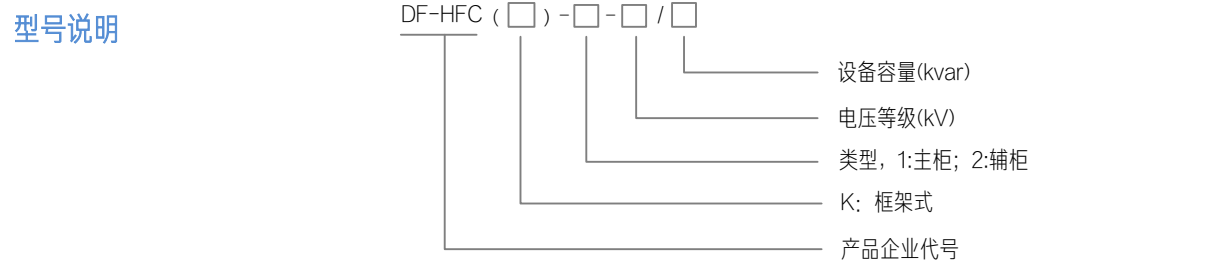 型号说明
DF-HFC（□）-□-□/□
设备容量(kvar)
电压等级(kV)
类型，1:主柜；2:辅柜
K：框架式
产品企业代号